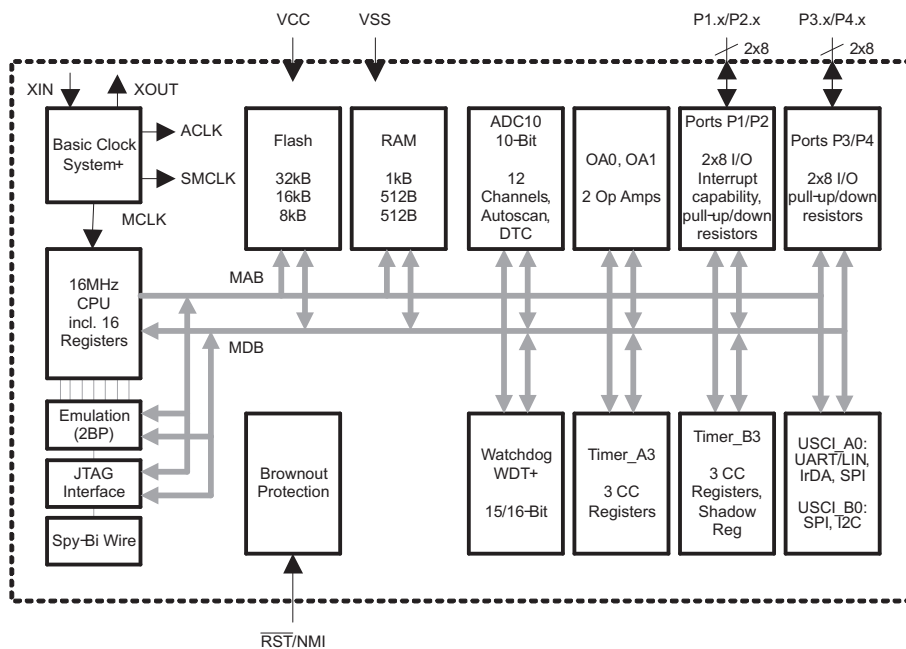 VCC
VSS
P1.x/P2.x
P3.x/P4.x
2x8
2x8
XIN
XOUT
Basic Clock
System+
ACLK
SMCLK
MCLK
Flash
32kB
16kB
8kB
RAM
1kB
512B
512B
ADC10
10-Bit
12
Channels,
Autoscan,
DTC
OA0, OA1
2 Op Amps
Ports P1/P2
2x8 I/O
Interrupt
capability,
pull-up/down
resistors
Ports P3/P4
2x8 I/O
pull-up/down
resistors
16MHz
CPU
incl. 16
Registers
MAB
MDB
Emulation
(2BP)
JTAG
Interface
Spy-Bi Wire
Brownout
Protection
Watchdog
WDT+
15/16-Bit
Timer_A3
3 CC
Registers
Timer_B3
3 CC
Registers,
Shadow
Reg
USCI_A0:
UART/LIN,
IrDA, SPI
USCI_B0:
SPI, I2C
RST/NMI